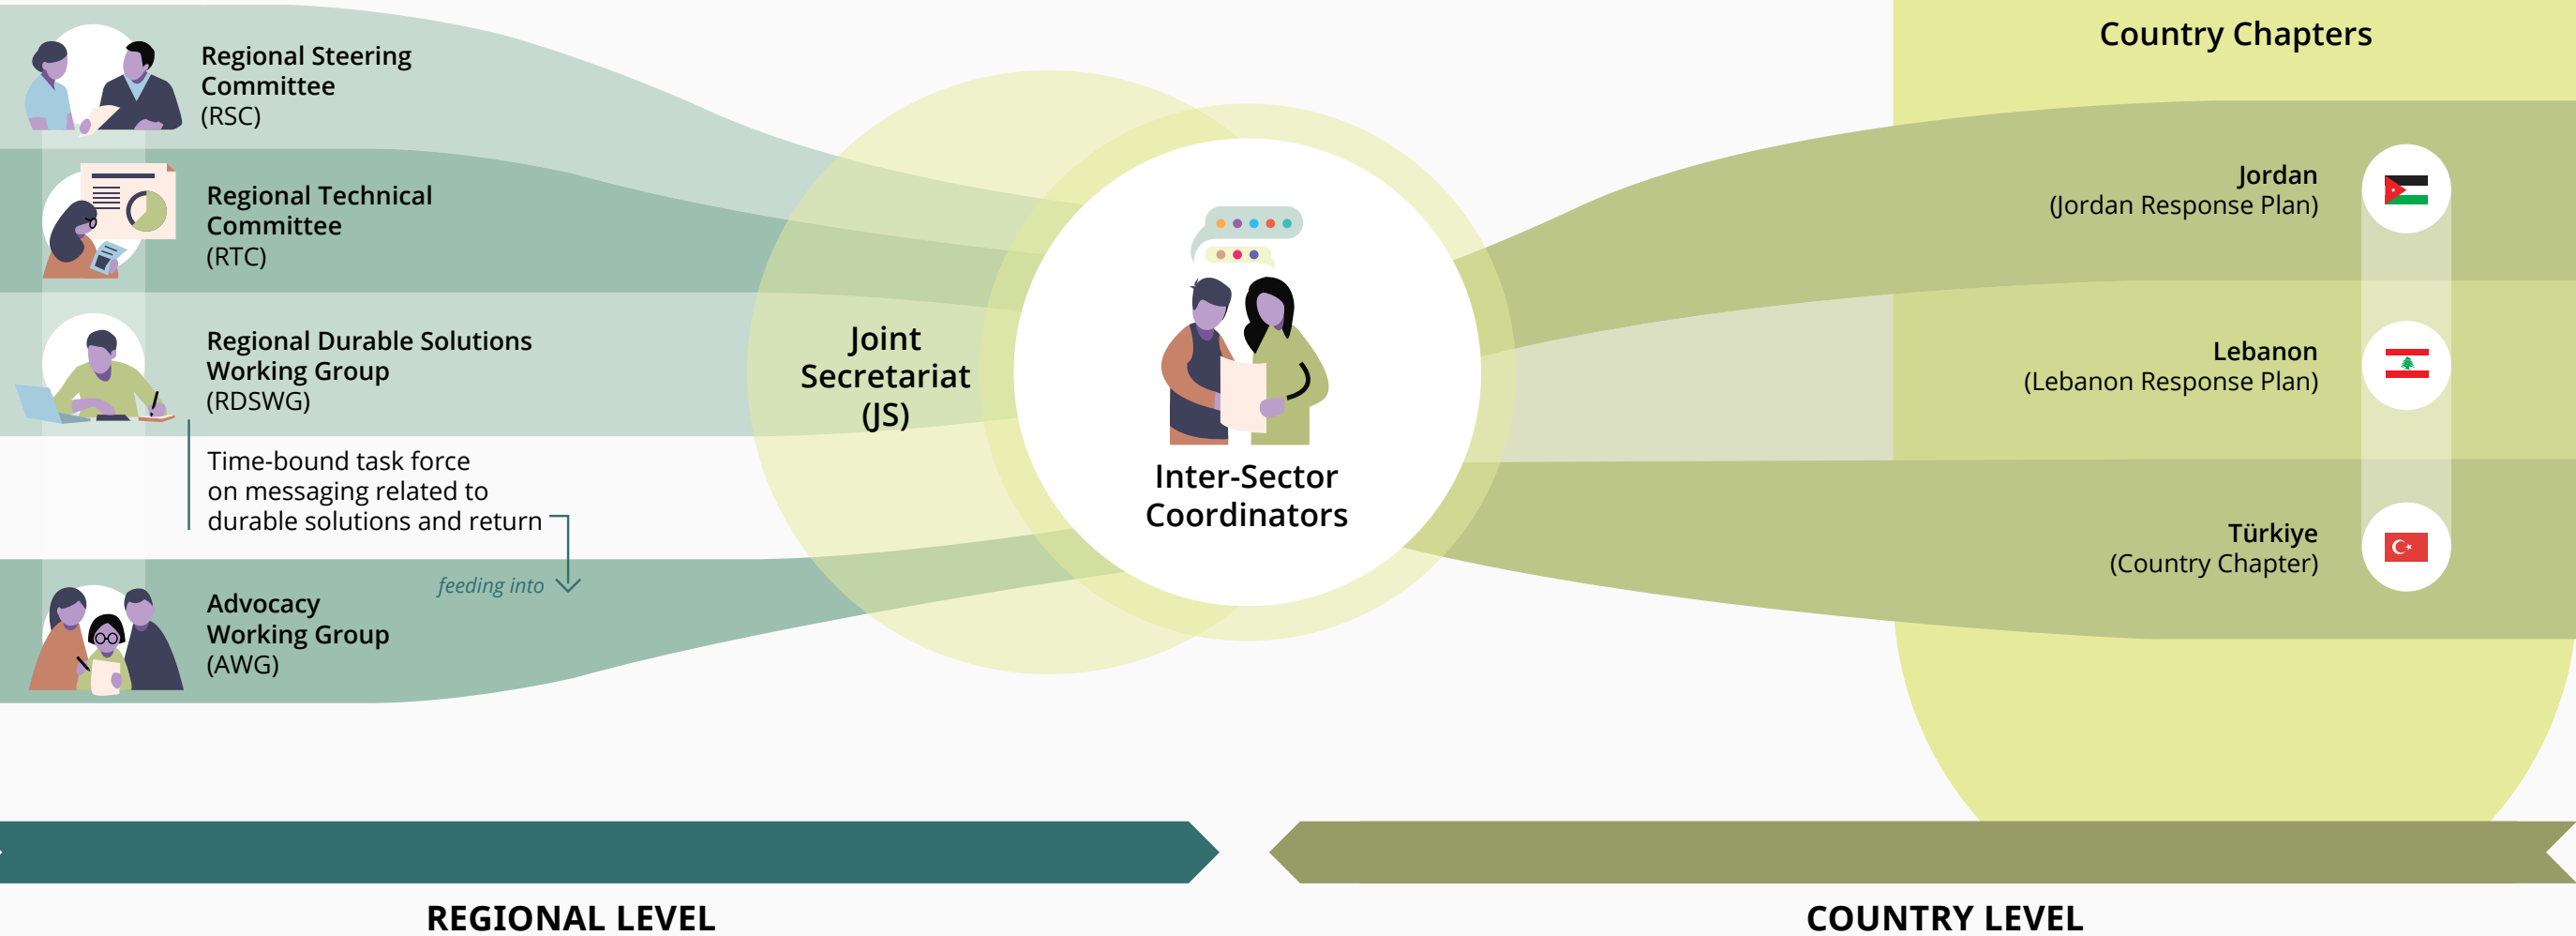 Regional Steering
Committee
(RSC)
Regional Technical
Committee
(RTC)
Regional Durable Solutions
Working Group
(RDSWG)
Time-bound task force
on messaging related to
durable solutions and return
feeding into
Advocacy
Working Group
(AWG)
Joint
Secretariat
(JS)
Inter-Sector
Coordinators
Country Chapters
Jordan
(Jordan Response Plan)
Lebanon
(Lebanon Response Plan)
Türkiye
(Country Chapter)
REGIONAL LEVEL
COUNTRY LEVEL